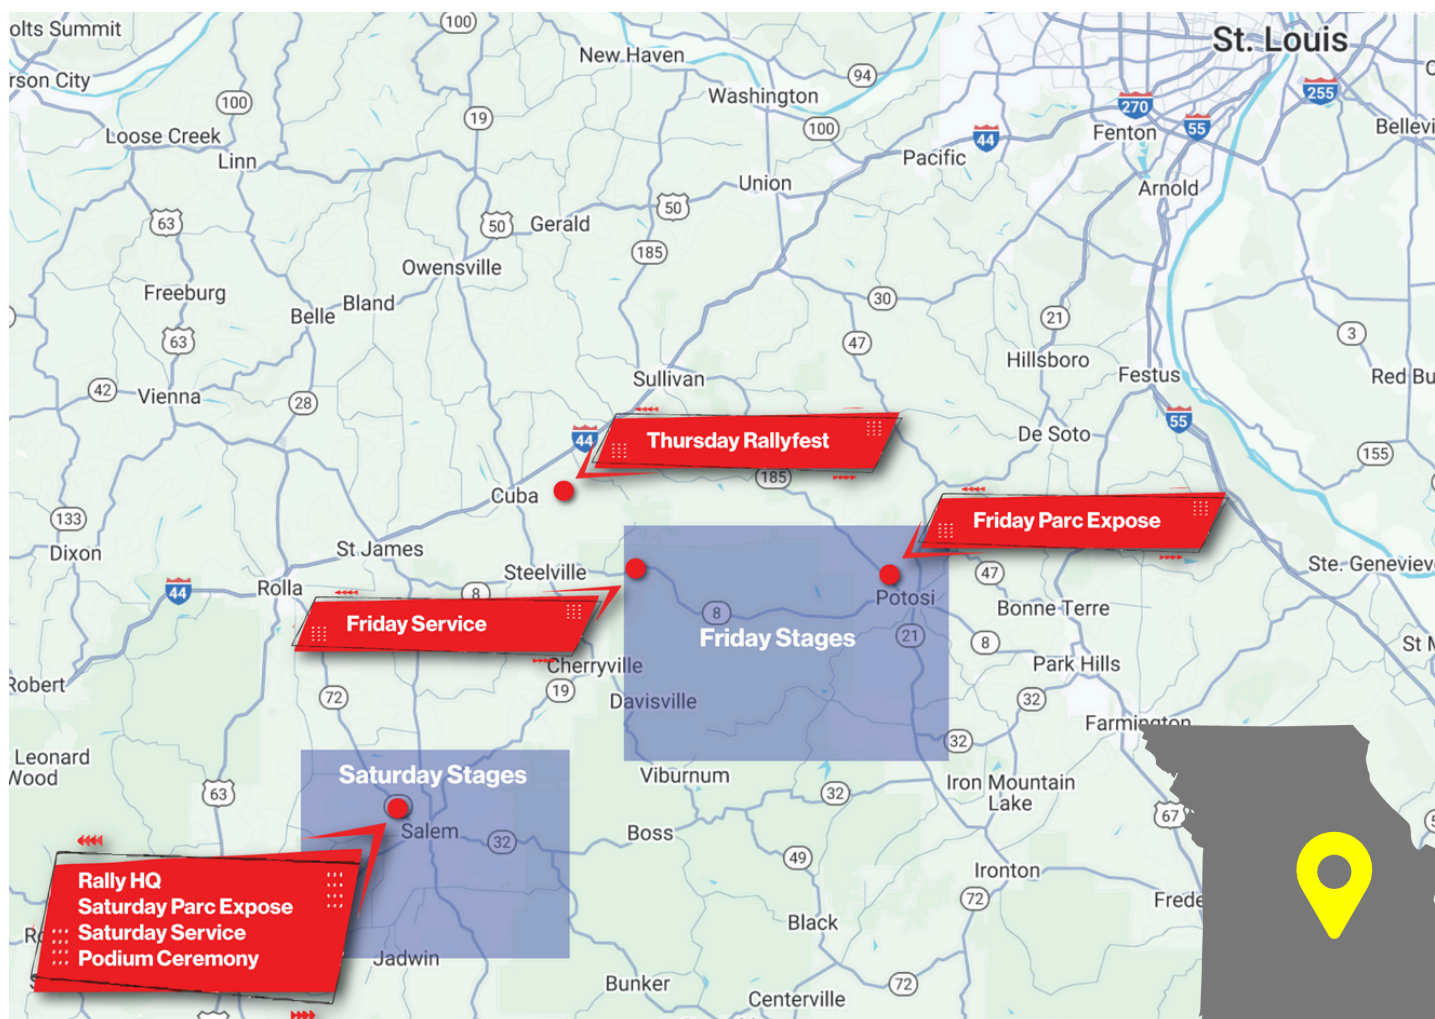 olts Summit
100
New Haven
St. Louis
rson City
94
Washington
255
100
270
19
100
55
Loose Creek
44
Fenton
Bellevi
Linn
Pacific
Union
Arnold
63
50
50
Gerald
185
Owensville
Freeburg
Bland
30
Belle
21
3
63
47
Hillsboro
Sullivan
Festus
Red Bu
42
Vienna
28
55
44
Thursday Rallyfest
De Soto
155
185
Cuba
133
Friday Parc Expose
Dixon
St James
Steelville
Ste. Geneviev
Rolla
44
8
47
Potosi
Bonne Terre
8
Friday Service
Friday Stages
21
8
St M
Cherryville
Park Hills
Robert
72
19
Davisville
32
Farmington
32
Leonard
Wood
Saturday Stages
Viburnum
Iron Mountain
Lake
63
32
67
Salem
32
Boss
49
Ironton
Rally HQ
Saturday Parc Expose
Saturday Service
Podium Ceremony
72
Frede
Black
Jadwin
Bunker
72
Centerville